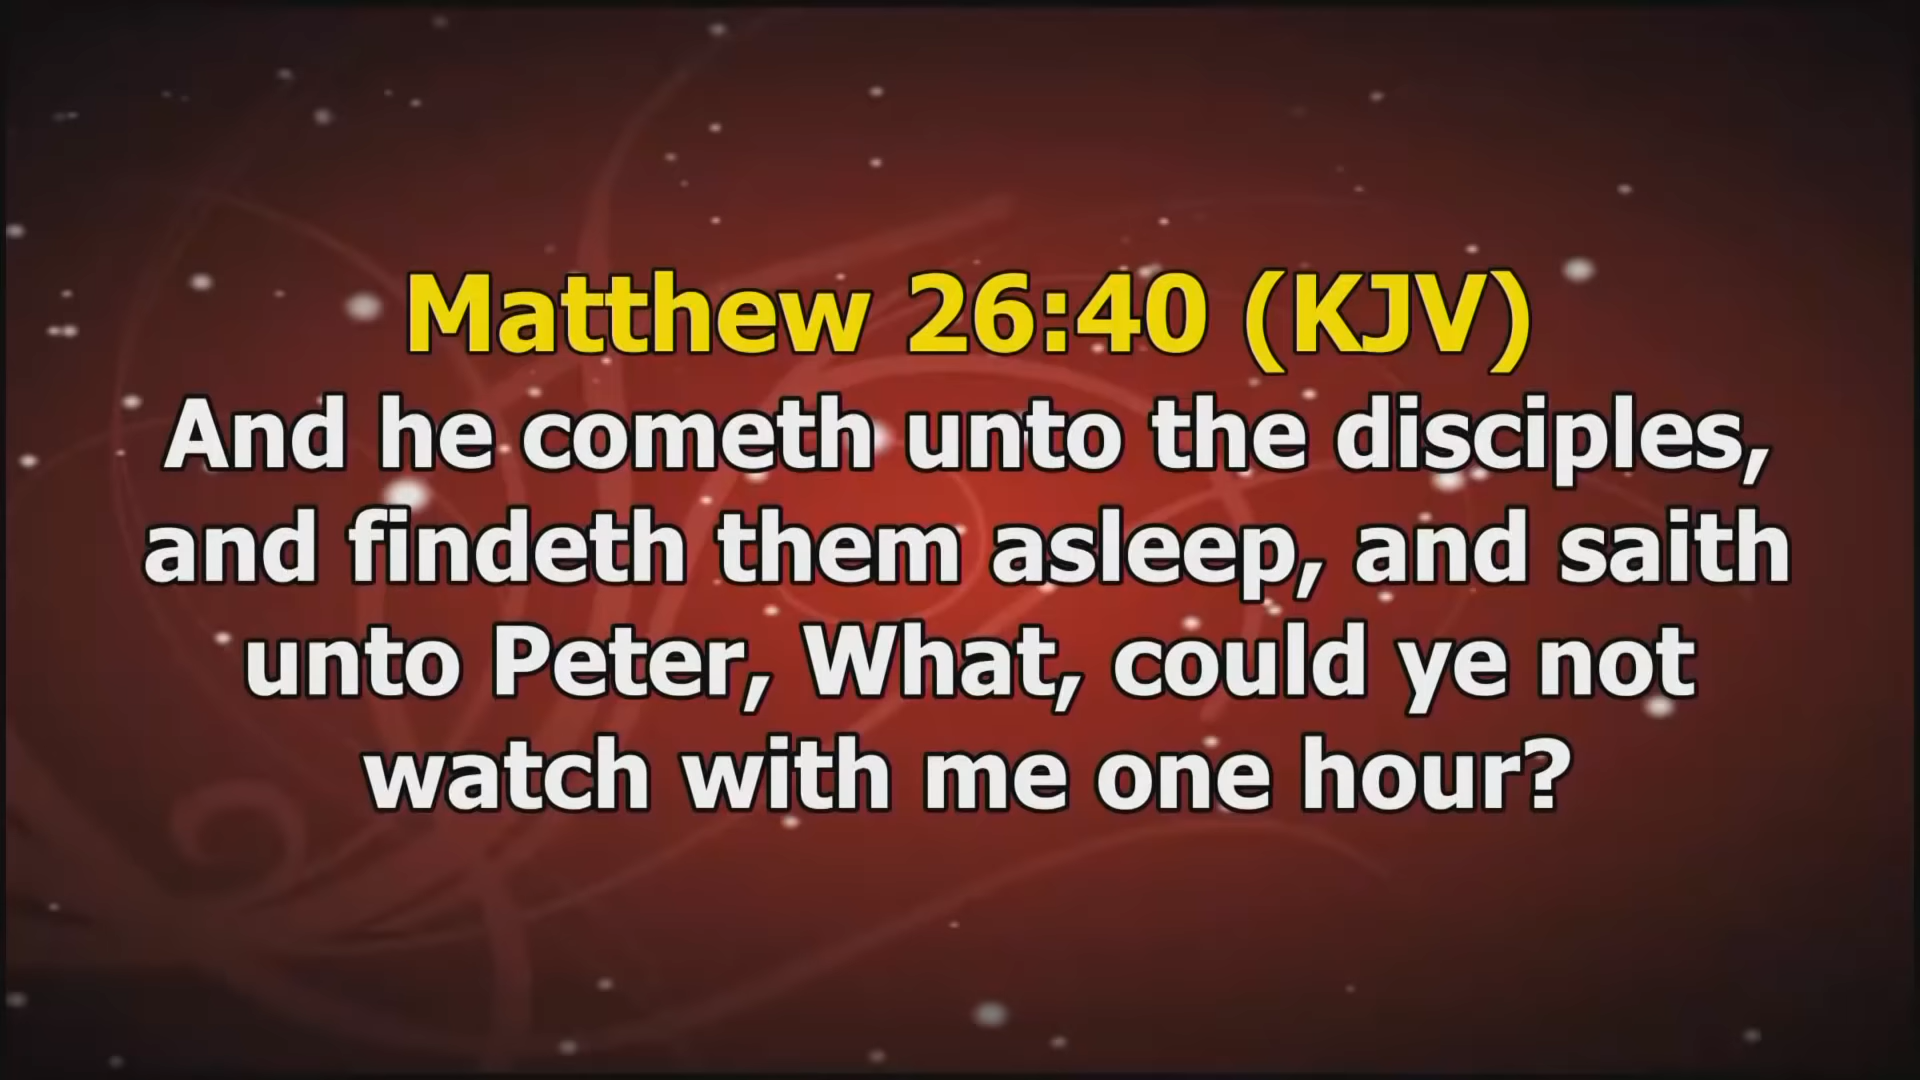 Matthew 26:40 (KJV)
And he cometh unto the disciples,
and findeth them asleep, and saith
unto Peter, What, could ye not
watch with me one hour?